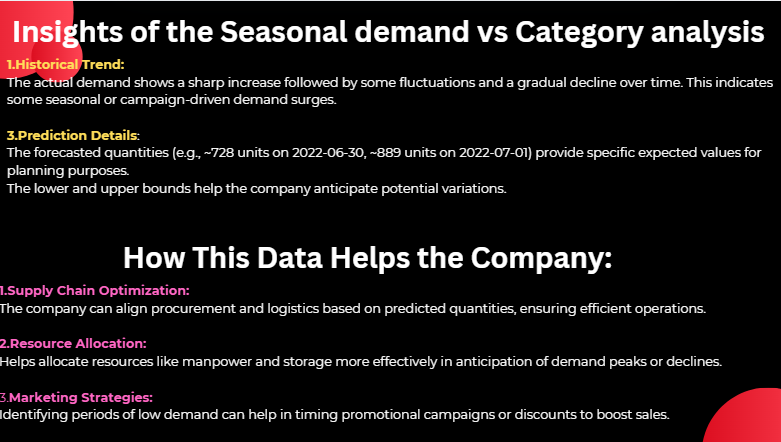 Insights of the Seasonal demand vs Category analysis
1.Historical Trend:
The actual demand shows a sharp increase followed by some fluctuations and a gradual decline over time. This indicates
some seasonal or campaign-driven demand surges.
3.Prediction Details:
The forecasted quantities (e.g., ~728 units on 2022-06-30, ~889 units on 2022-07-01) provide specific expected values for
planning purposes.
The lower and upper bounds help the company anticipate potential variations.
How This Data Helps the Company:
1.Supply Chain Optimization:
The company can align procurement and logistics based on predicted quantities, ensuring efficient operations.
2.Resource Allocation:
Helps allocate resources like manpower and storage more effectively in anticipation of demand peaks or declines.
3.Marketing Strategies:
Identifying periods of low demand can help in timing promotional campaigns or discounts to boost sales.